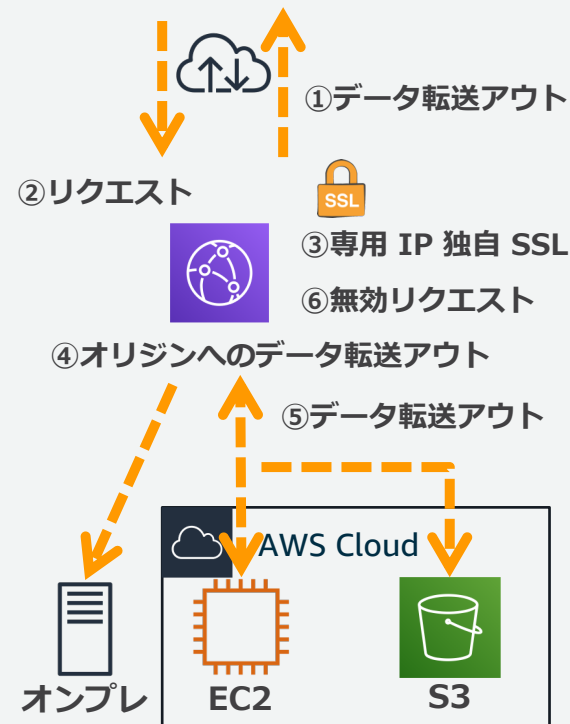 ①データ転送アウト
②リクエスト
SSL
③専用 IP 独自 SSL
⑥無効リクエスト
④オリジンへのデータ転送アウト
⑤データ転送アウト
AWS Cloud
オンプレ
EC2
S3